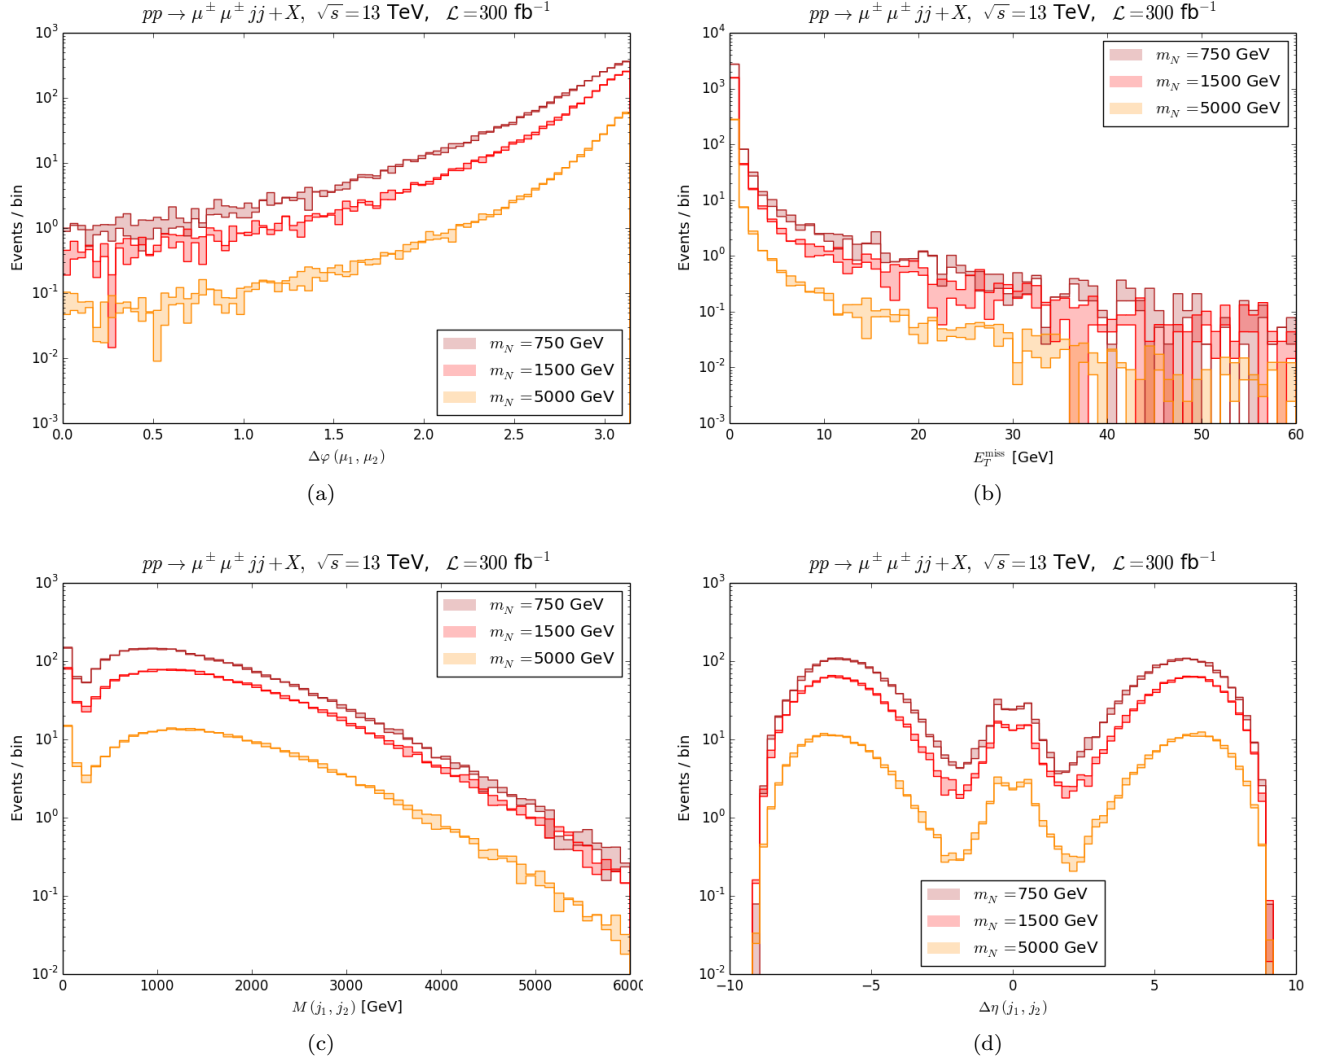 pp → μ± μ± jj + X, √s = 13 TeV, ℒ = 300 fb⁻¹
10³
10²
10¹
10⁰
10⁻¹
10⁻²
10⁻³
Events / bin
m_N = 750 GeV
m_N = 1500 GeV
m_N = 5000 GeV
0.0 0.5 1.0 1.5 2.0 2.5 3.0
Δφ (μ₁, μ₂)
(a)
pp → μ± μ± jj + X, √s = 13 TeV, ℒ = 300 fb⁻¹
10⁴
10³
10²
10¹
10⁰
10⁻¹
10⁻²
10⁻³
Events / bin
m_N = 750 GeV
m_N = 1500 GeV
m_N = 5000 GeV
0 10 20 30 40 50 60
E_T^miss [GeV]
(b)
pp → μ± μ± jj + X, √s = 13 TeV, ℒ = 300 fb⁻¹
10³
10²
10¹
10⁰
10⁻¹
10⁻²
Events / bin
m_N = 750 GeV
m_N = 1500 GeV
m_N = 5000 GeV
0 1000 2000 3000 4000 5000 6000
M (j₁, j₂) [GeV]
(c)
pp → μ± μ± jj + X, √s = 13 TeV, ℒ = 300 fb⁻¹
10³
10²
10¹
10⁰
10⁻¹
10⁻²
Events / bin
m_N = 750 GeV
m_N = 1500 GeV
m_N = 5000 GeV
−10 −5 0 5 10
Δη (j₁, j₂)
(d)